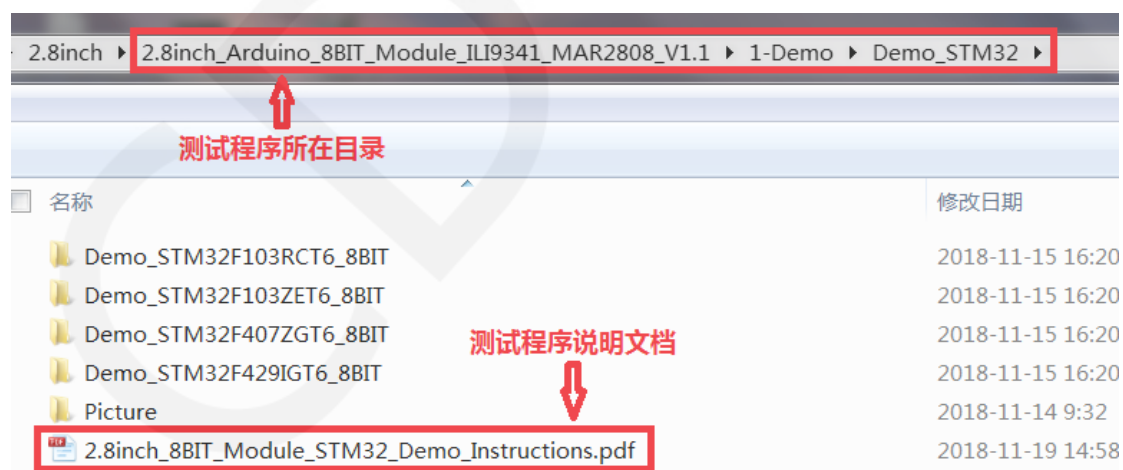 2.8inch ▸ 2.8inch_Arduino_8BIT_Module_ILI9341_MAR2808_V1.1 ▸ 1-Demo ▸ Demo_STM32 ▸
测试程序所在目录
名称 修改日期
Demo_STM32F103RCT6_8BIT 2018-11-15 16:20
Demo_STM32F103ZET6_8BIT 2018-11-15 16:20
Demo_STM32F407ZGT6_8BIT 2018-11-15 16:20
测试程序说明文档
Demo_STM32F429IGT6_8BIT 2018-11-15 16:20
Picture 2018-11-14 9:32
2.8inch_8BIT_Module_STM32_Demo_Instructions.pdf 2018-11-19 14:58